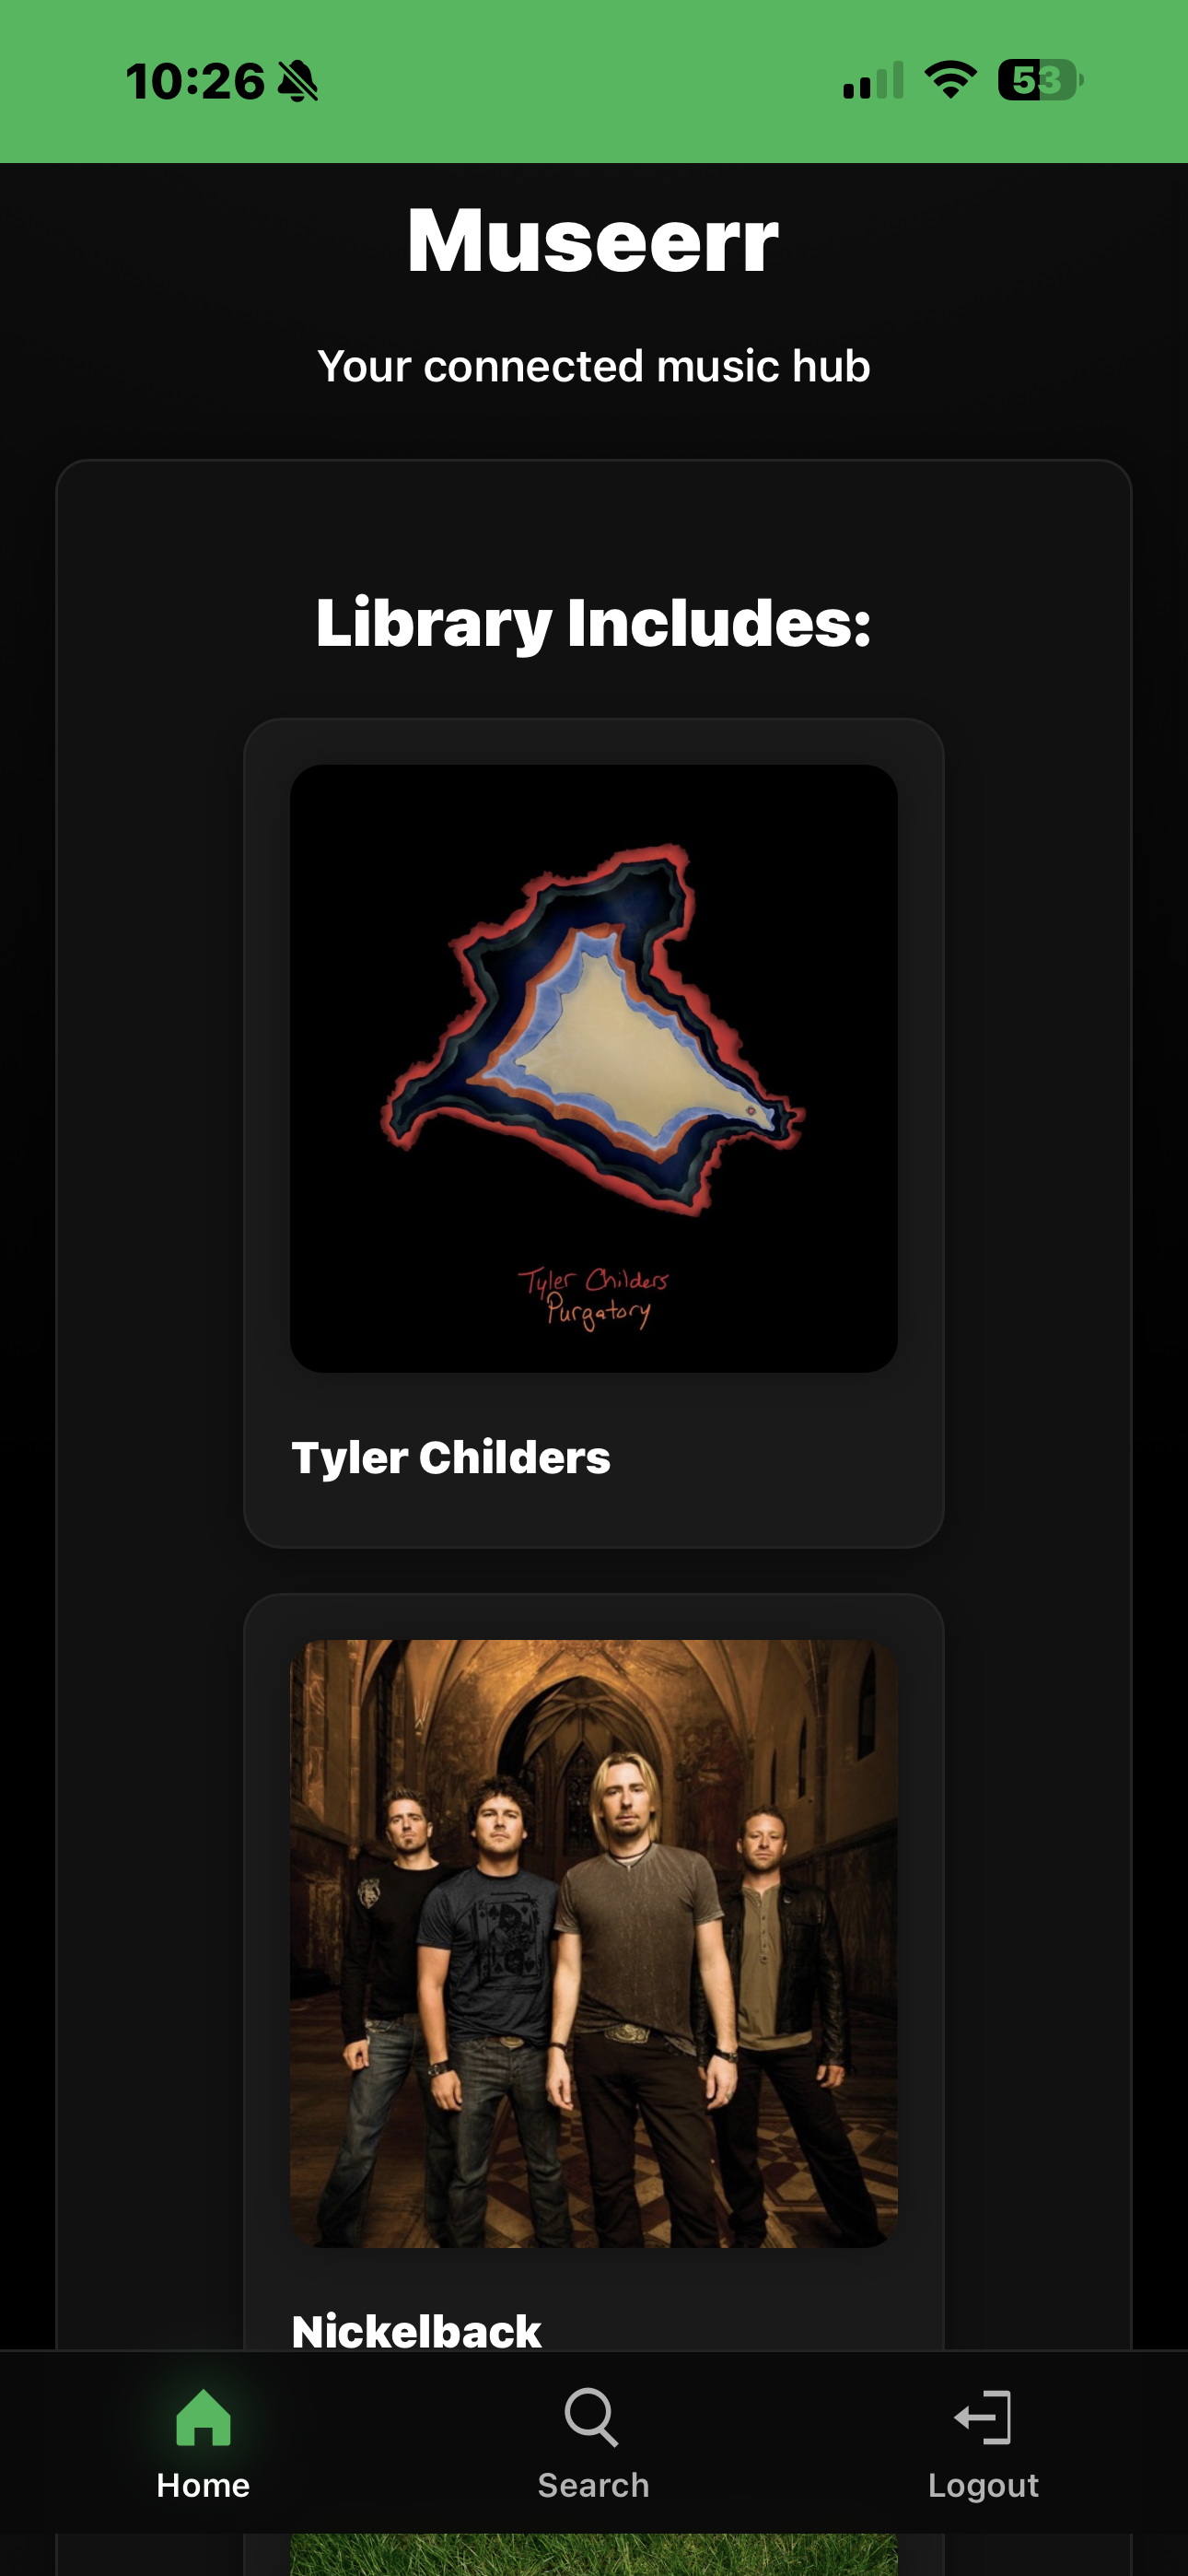 10:26
53
Museerr
Your connected music hub
Library Includes:
Tyler Childers
Purgatory
Tyler Childers
Nickelback
Home
Search
Logout